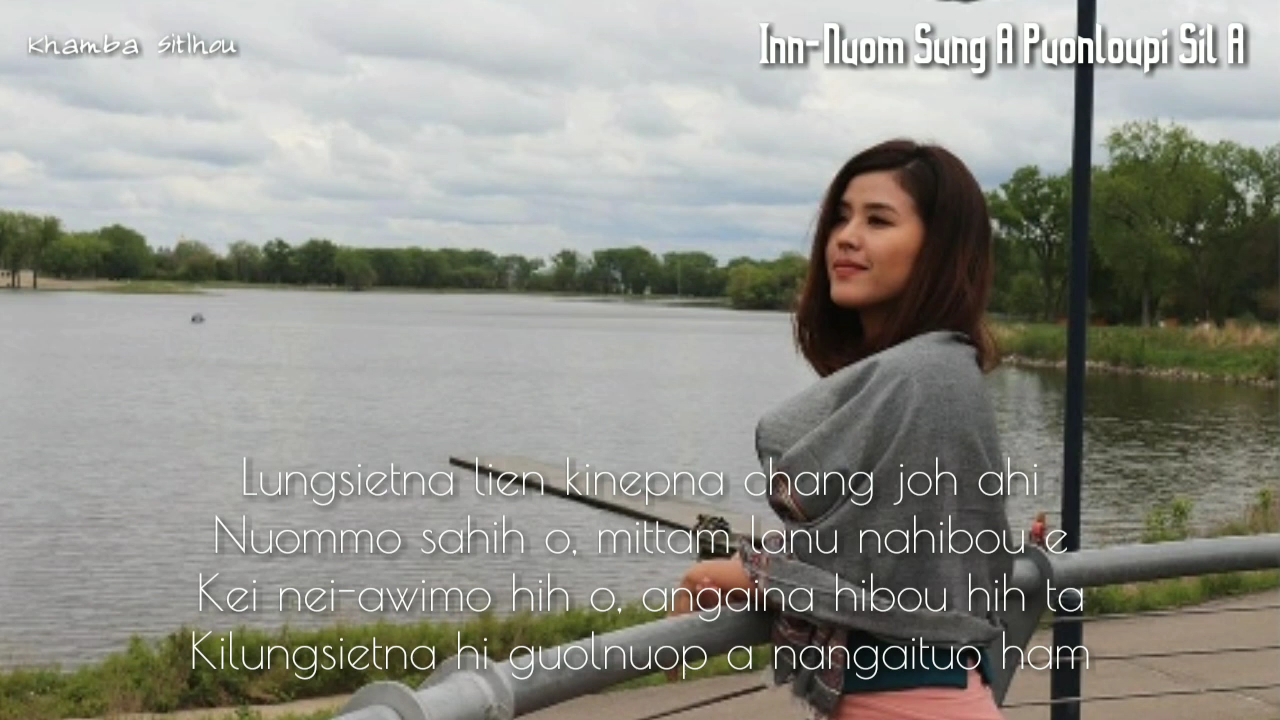 Khamba Sitlhou
Inn-Nuom Sung A Puonloupi Sil A
Lungsietna lien kinepna chang joh ahi
Nuommo sahih o, mittam lanu nahibou e
Kei nei-awimo hih o, angaina hibou hih ta
Kilungsietna hi guolnuop a nangaituo ham